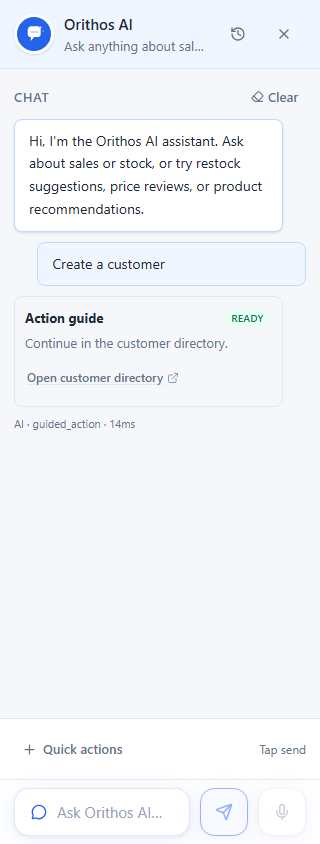 Orithos AI
Ask anything about sal...
CHAT
Clear
Hi, I'm the Orithos AI assistant. Ask
about sales or stock, or try restock
suggestions, price reviews, or product
recommendations.
Create a customer
Action guide
READY
Continue in the customer directory.
Open customer directory
AI · guided_action · 14ms
Quick actions
Tap send
Ask Orithos AI...